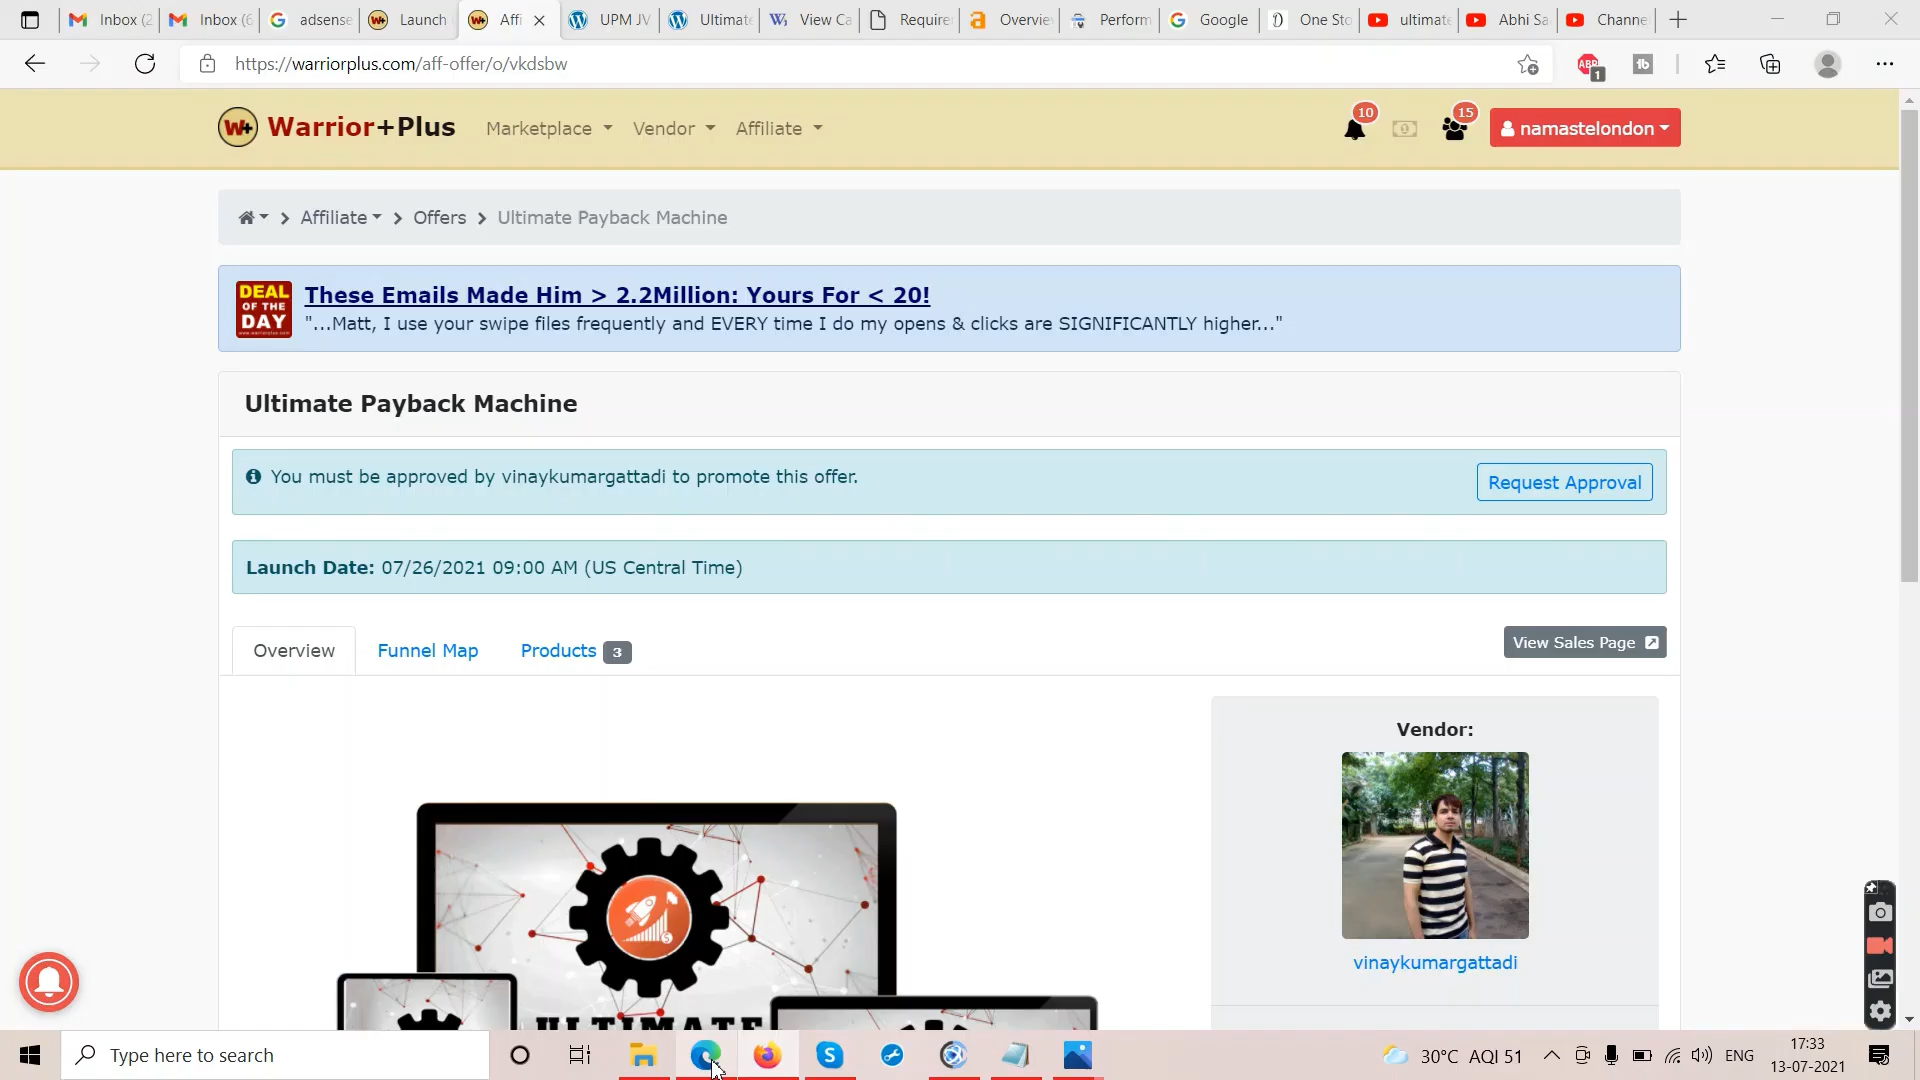 Inbox (2
Inbox (6
adsense
Launch
Affi
UPM JV
Ultimate
View Ca
Require
Overvie
Perform
Google
One Sto
ultimate
Abhi Sa
Channe
https://warriorplus.com/aff-offer/o/vkdsbw
ABP
1
tb
W+ Warrior+Plus
Marketplace
Vendor
Affiliate
10
15
namastelondon
Affiliate
Offers
Ultimate Payback Machine
DEAL
OF THE
DAY
These Emails Made Him > 2.2Million: Yours For < 20!
"...Matt, I use your swipe files frequently and EVERY time I do my opens & clicks are SIGNIFICANTLY higher..."
Ultimate Payback Machine
You must be approved by vinaykumargattadi to promote this offer.
Request Approval
Launch Date: 07/26/2021 09:00 AM (US Central Time)
Overview
Funnel Map
Products 3
View Sales Page
Vendor:
vinaykumargattadi
ULTIMATE
Type here to search
30°C AQI 51
ENG
17:33
13-07-2021